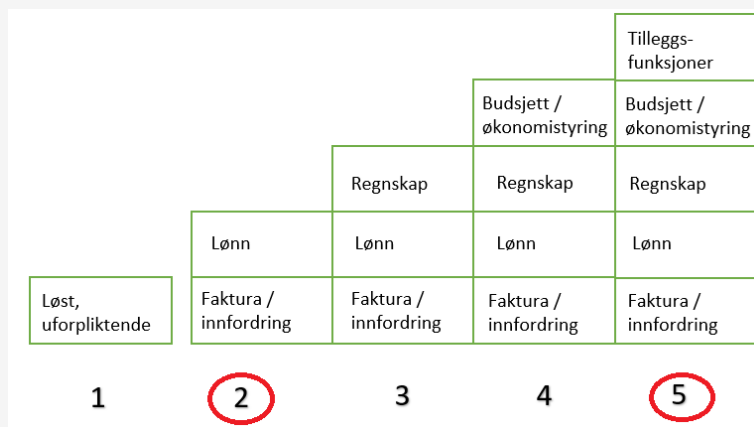 Tilleggs-
funksjoner
Budsjett /
økonomistyring
Budsjett /
økonomistyring
Regnskap
Regnskap
Regnskap
Lønn
Lønn
Lønn
Lønn
Løst,
uforpliktende
Faktura /
innfordring
Faktura /
innfordring
Faktura /
innfordring
Faktura /
innfordring
1
2
3
4
5